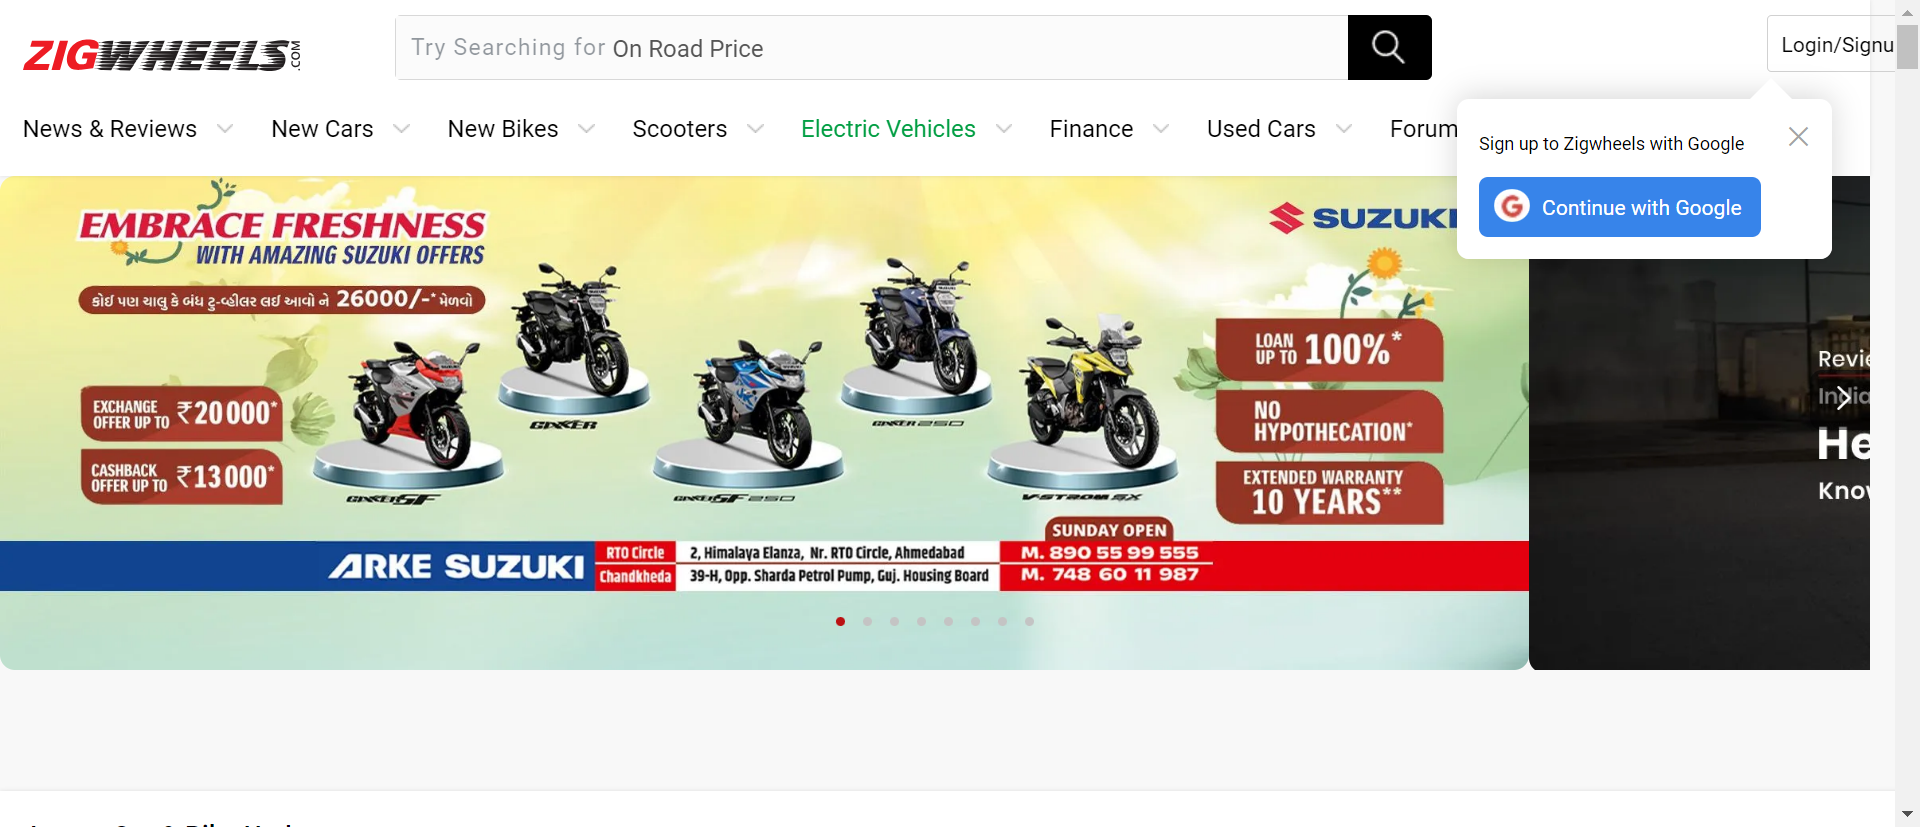 ZIGWHEELS.COM
Try Searching for On Road Price
Login/Signu
News & Reviews
New Cars
New Bikes
Scooters
Electric Vehicles
Finance
Used Cars
Forum
Sign up to Zigwheels with Google
Continue with Google
EMBRACE FRESHNESS
WITH AMAZING SUZUKI OFFERS
કોઈ પણ ચાલુ કે બંધ ટુ-વ્હીલર લઈ આવો ને 26000/-* મેળવો
SUZUKI
EXCHANGE
OFFER UP TO ₹20000*
CASHBACK
OFFER UP TO ₹13000*
GIXXER
GIXXER SF
GIXXER SF 250
GIXXER 250
V-STROM SX
LOAN
UP TO 100%*
NO
HYPOTHECATION*
EXTENDED WARRANTY
10 YEARS**
SUNDAY OPEN
ARKE SUZUKI
RTO Circle
2, Himalaya Elanza, Nr. RTO Circle, Ahmedabad
M. 890 55 99 555
Chandkheda
39-H, Opp. Sharda Petrol Pump, Guj. Housing Board
M. 748 60 11 987
Revie
India
He
Know